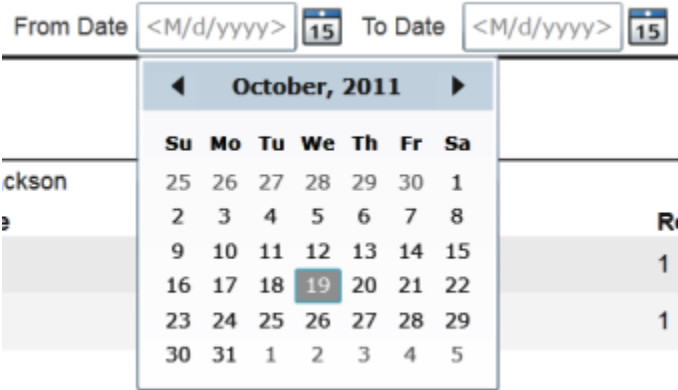 From Date <M/d/yyyy> 15 To Date <M/d/yyyy> 15
October, 2011
Su Mo Tu We Th Fr Sa
25 26 27 28 29 30 1
2 3 4 5 6 7 8
9 10 11 12 13 14 15
16 17 18 19 20 21 22
23 24 25 26 27 28 29
30 31 1 2 3 4 5
ckson
e Re
1
1